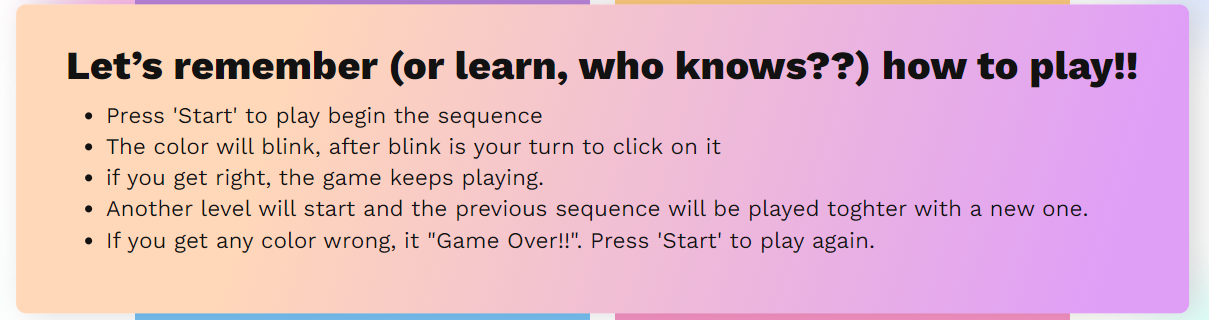 Let’s remember (or learn, who knows??) how to play!!
• Press 'Start' to play begin the sequence
• The color will blink, after blink is your turn to click on it
• if you get right, the game keeps playing.
• Another level will start and the previous sequence will be played toghter with a new one.
• If you get any color wrong, it "Game Over!!". Press 'Start' to play again.